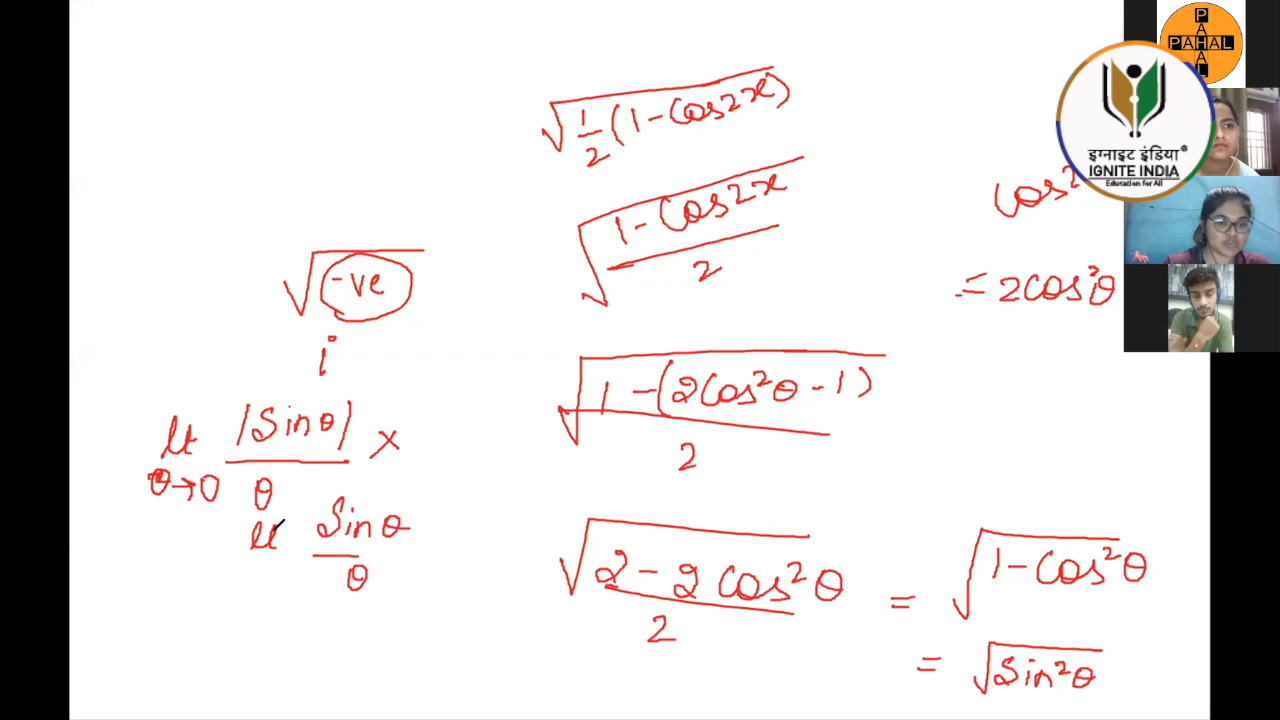 √(1/2 (1 - Cos2x))
√((1 - Cos2x)/2)
√(-ve)
i
lt θ→0 |Sinθ|/θ ×
lt Sinθ/θ
√((1 - (2Cos²θ - 1))/2)
√((2 - 2Cos²θ)/2) = √(1 - Cos²θ)
= √(Sin²θ)
Cos²
= 2Cos²θ
PAHAL
PAHAL
इग्नाइट इंडिया®
IGNITE INDIA
Education for All